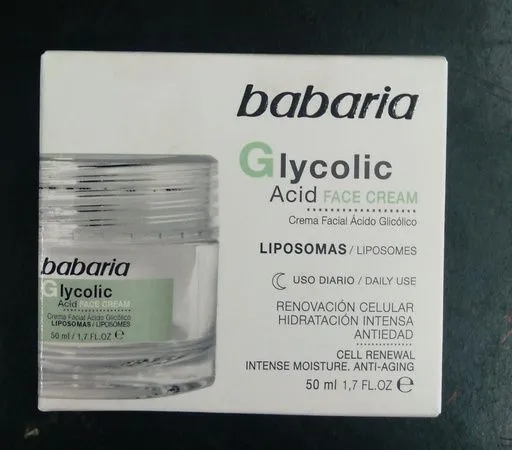 babaria
Glycolic
Acid FACE CREAM
Crema Facial Ácido Glicólico
LIPOSOMAS / LIPOSOMES
USO DIARIO / DAILY USE
RENOVACIÓN CELULAR
HIDRATACIÓN INTENSA
ANTIEDAD
CELL RENEWAL
INTENSE MOISTURE. ANTI-AGING
50 ml 1,7 FL.OZ ℮
babaria
Glycolic
Acid FACE CREAM
Crema Facial Ácido Glicólico
LIPOSOMAS / LIPOSOMES
50 ml / 1,7 FL.OZ ℮